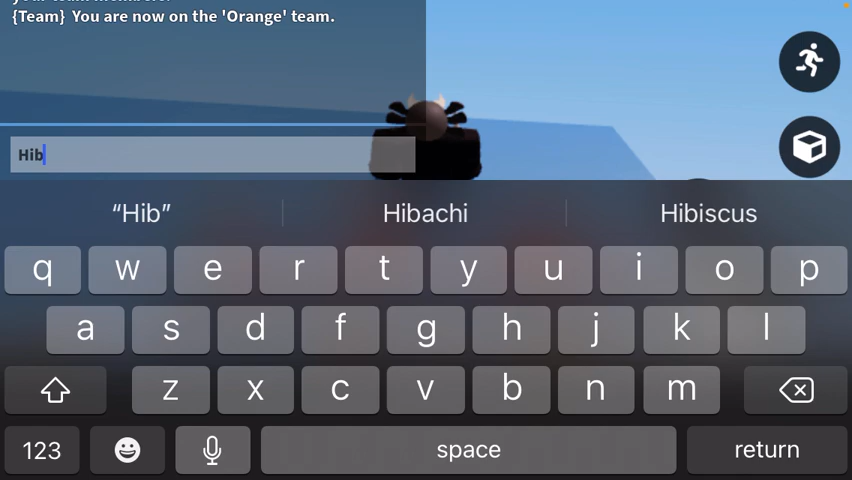 {Team} You are now on the 'Orange' team.
Hib
“Hib” Hibachi Hibiscus
q w e r t y u i o p
a s d f g h j k l
z x c v b n m
123 space return